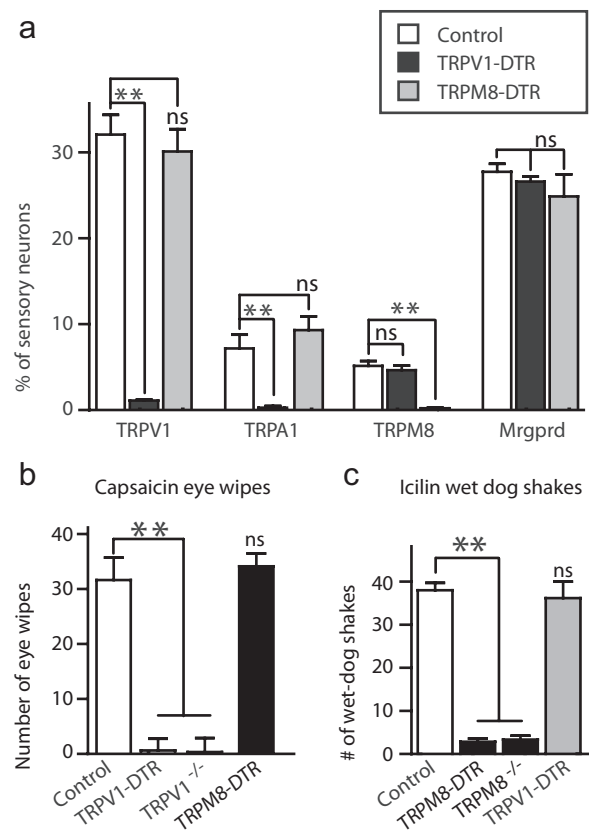 a
Control
TRPV1-DTR
TRPM8-DTR
**
ns
ns
**
**
ns
ns
30
20
10
0
% of sensory neurons
TRPV1 TRPA1 TRPM8 Mrgprd
b
Capsaicin eye wipes
40
30
20
10
0
Number of eye wipes
**
ns
Control
TRPV1-DTR
TRPV1 -/-
TRPM8-DTR
c
Icilin wet dog shakes
40
30
20
10
0
# of wet-dog shakes
**
ns
Control
TRPM8-DTR
TRPM8 -/-
TRPV1-DTR